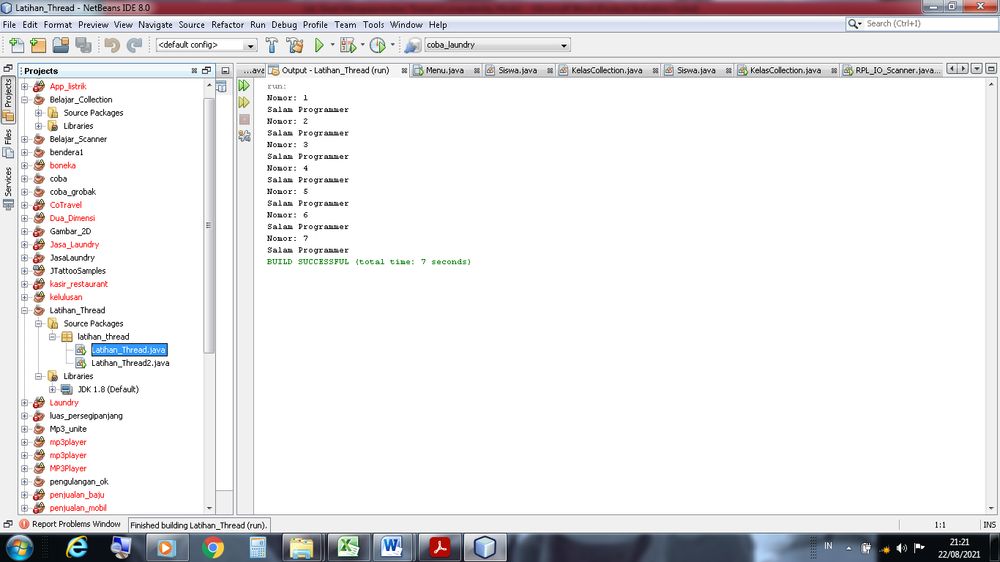 Latihan_Thread - NetBeans IDE 8.0
File Edit Format Preview View Navigate Source Refactor Run Debug Profile Team Tools Window Help
Search (Ctrl+I)
<default config>
coba_laundry
Projects
Files
Services
Projects
App_listrik
Belajar_Collection
Source Packages
Libraries
Belajar_Scanner
bendera1
boneka
coba
coba_grobak
CoTravel
Dua_Dimensi
Gambar_2D
Jasa_Laundry
JasaLaundry
JTattooSamples
kasir_restaurant
kelulusan
Latihan_Thread
Source Packages
latihan_thread
Latihan_Thread.java
Latihan_Thread2.java
Libraries
JDK 1.8 (Default)
Laundry
luas_persegipanjang
Mp3_unite
mp3player
mp3player
MP3Player
pengulangan_ok
penjualan_baju
penjualan_mobil
...ava
Output - Latihan_Thread (run)
Menu.java
Siswa.java
KelasCollection.java
Siswa.java
KelasCollection.java
RPL_IO_Scanner.java...
run:
Nomor: 1
Salam Programmer
Nomor: 2
Salam Programmer
Nomor: 3
Salam Programmer
Nomor: 4
Salam Programmer
Nomor: 5
Salam Programmer
Nomor: 6
Salam Programmer
Nomor: 7
Salam Programmer
BUILD SUCCESSFUL (total time: 7 seconds)
Report Problems Window
Finished building Latihan_Thread (run).
1:1
INS
IN
21:21
22/08/2021